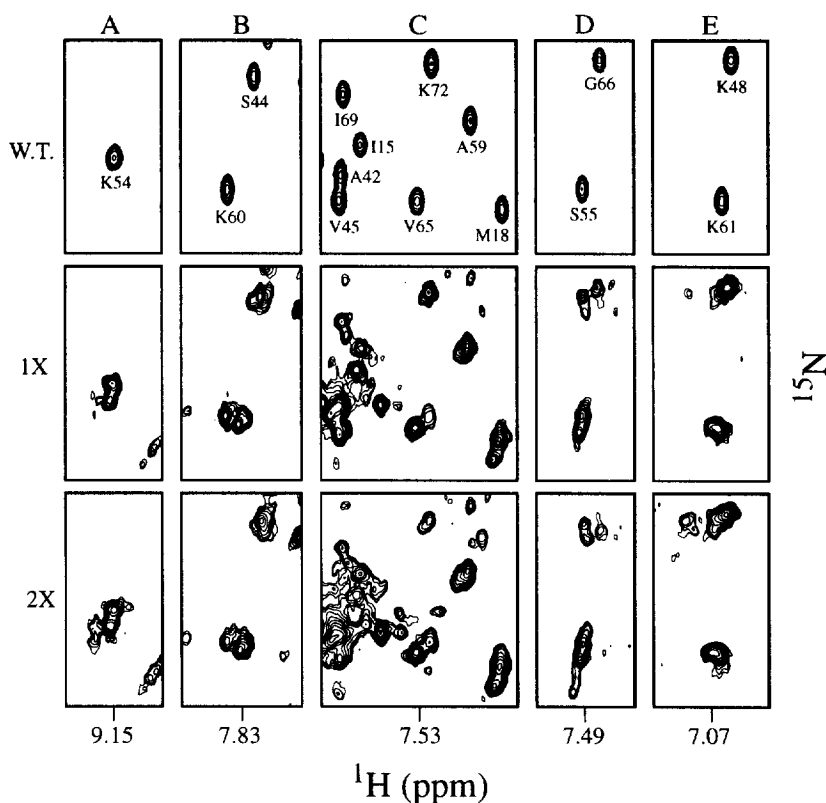 A B C D E
W.T.
K54
S44
K60
K72
I69
I15
A59
A42
V45
V65
M18
G66
S55
K48
K61
1X
2X
15N
9.15 7.83 7.53 7.49 7.07
1H (ppm)